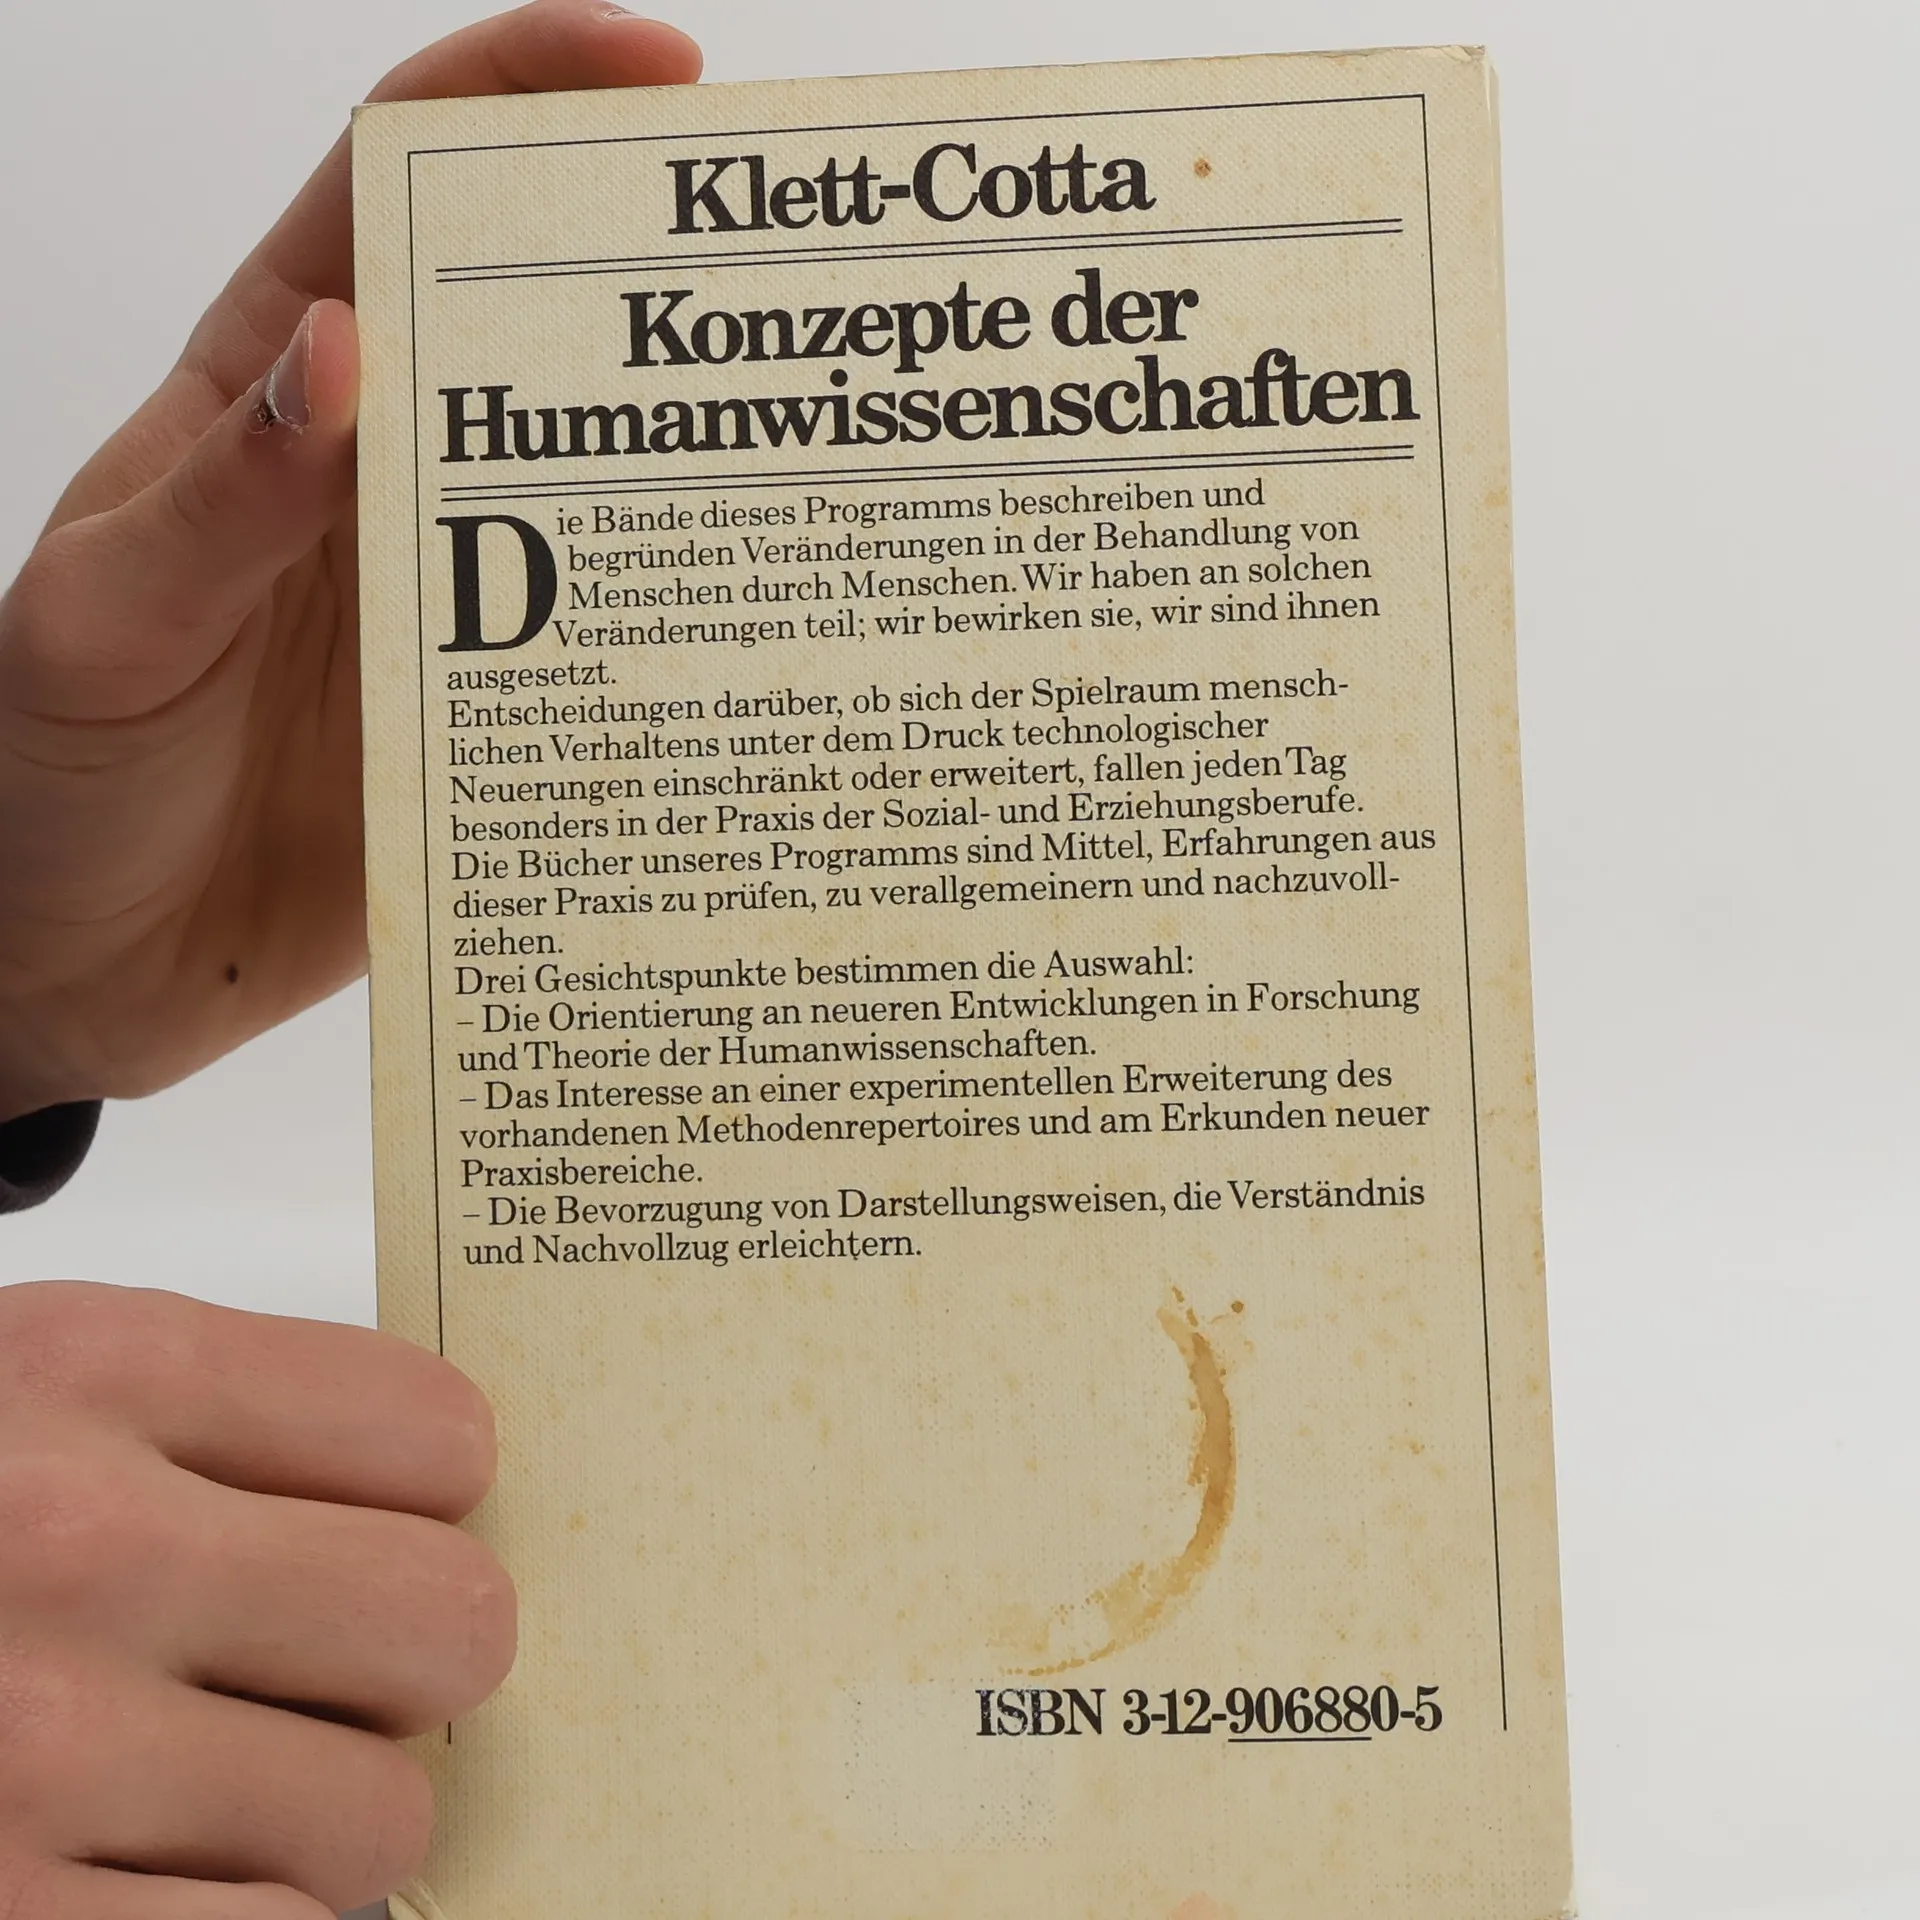 Klett-Cotta
Konzepte der
Humanwissenschaften
Die Bände dieses Programms beschreiben und
begründen Veränderungen in der Behandlung von
Menschen durch Menschen. Wir haben an solchen
Veränderungen teil; wir bewirken sie, wir sind ihnen
ausgesetzt.
Entscheidungen darüber, ob sich der Spielraum mensch-
lichen Verhaltens unter dem Druck technologischer
Neuerungen einschränkt oder erweitert, fallen jeden Tag
besonders in der Praxis der Sozial- und Erziehungsberufe.
Die Bücher unseres Programms sind Mittel, Erfahrungen aus
dieser Praxis zu prüfen, zu verallgemeinern und nachzuvoll-
ziehen.
Drei Gesichtspunkte bestimmen die Auswahl:
– Die Orientierung an neueren Entwicklungen in Forschung
und Theorie der Humanwissenschaften.
– Das Interesse an einer experimentellen Erweiterung des
vorhandenen Methodenrepertoires und am Erkunden neuer
Praxisbereiche.
– Die Bevorzugung von Darstellungsweisen, die Verständnis
und Nachvollzug erleichtern.
ISBN 3-12-906880-5